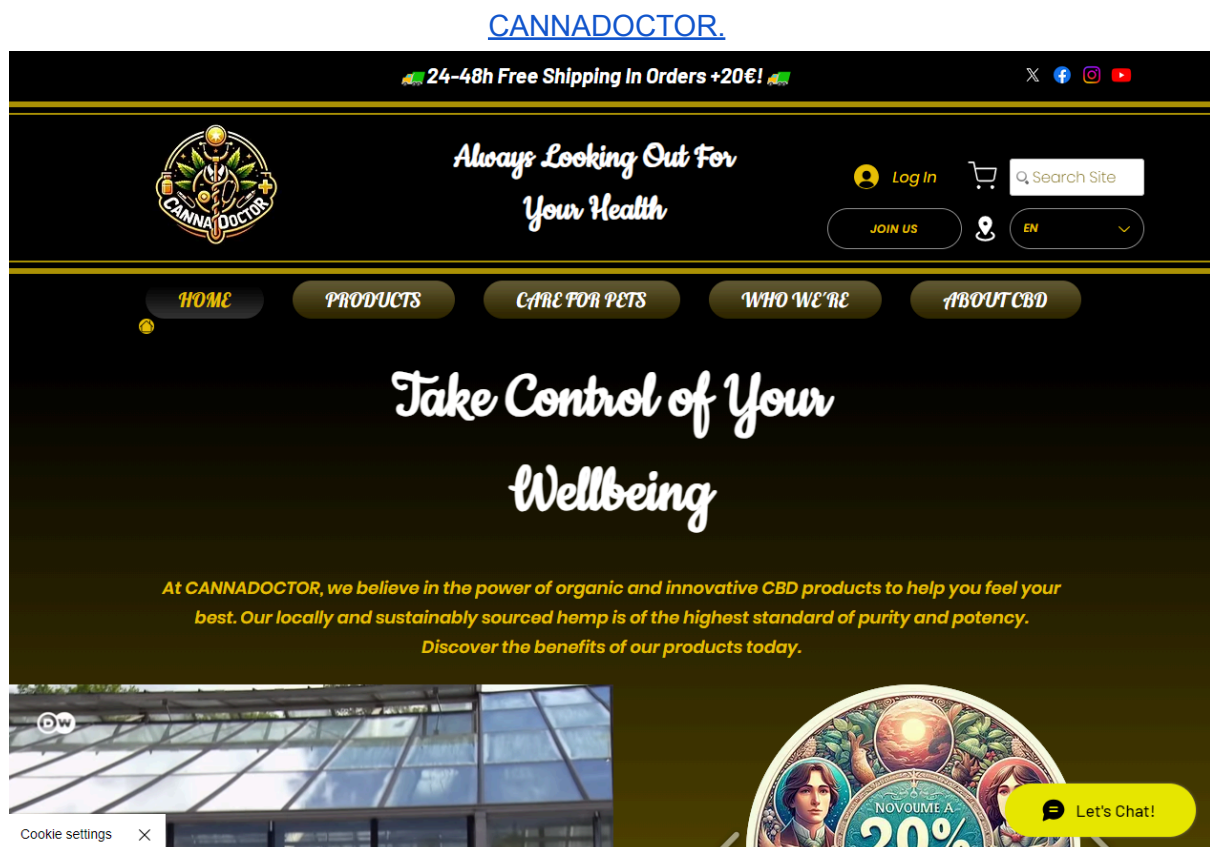 CANNADOCTOR.
24-48h Free Shipping In Orders +20€!
CANNA DOCTOR
Always Looking Out For
Your Health
Log In
Search Site
JOIN US
EN
HOME
PRODUCTS
CARE FOR PETS
WHO WE´RE
ABOUT CBD
Take Control of Your
Wellbeing
At CANNADOCTOR, we believe in the power of organic and innovative CBD products to help you feel your
best. Our locally and sustainably sourced hemp is of the highest standard of purity and potency.
Discover the benefits of our products today.
DW
NOVOUME A
20%
Let's Chat!
Cookie settings